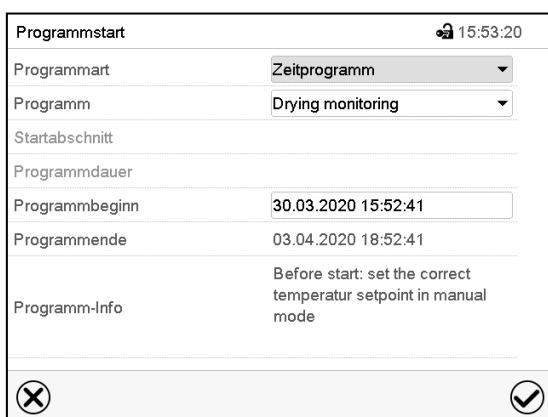 Programmstart 15:53:20
Programmart Zeitprogramm
Programm Drying monitoring
Startabschnitt
Programmdauer
Programmbeginn 30.03.2020 15:52:41
Programmende 03.04.2020 18:52:41
Programm-Info Before start: set the correct
temperatur setpoint in manual
mode